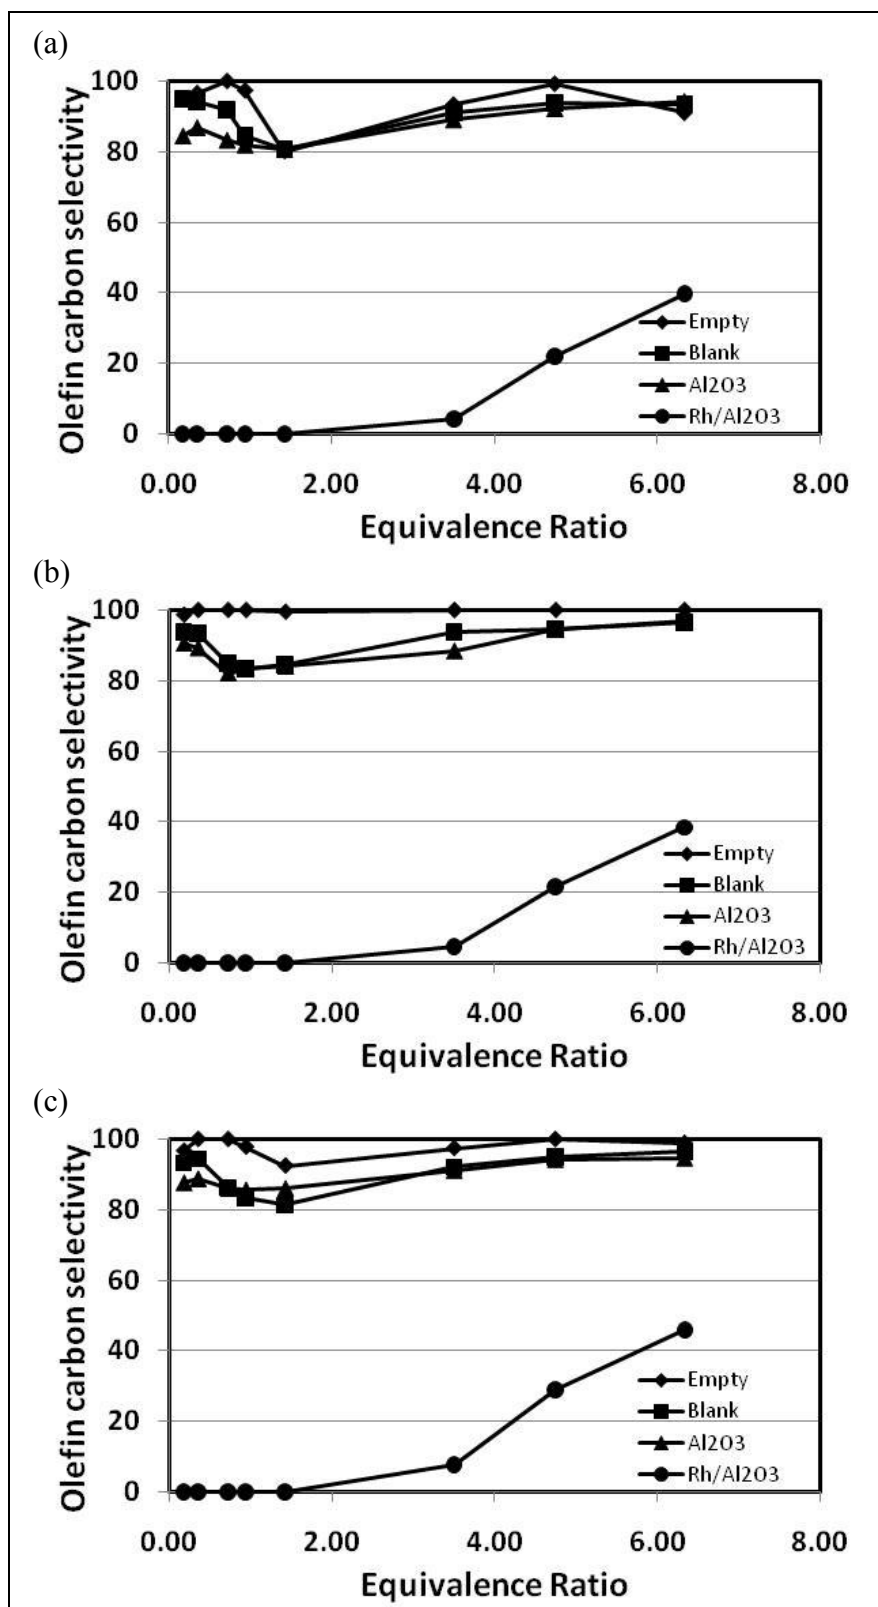 (a)
Olefin carbon selectivity
100
80
60
40
20
0
Empty
Blank
Al2O3
Rh/Al2O3
0.00 2.00 4.00 6.00 8.00
Equivalence Ratio
(b)
Olefin carbon selectivity
100
80
60
40
20
0
Empty
Blank
Al2O3
Rh/Al2O3
0.00 2.00 4.00 6.00 8.00
Equivalence Ratio
(c)
Olefin carbon selectivity
100
80
60
40
20
0
Empty
Blank
Al2O3
Rh/Al2O3
0.00 2.00 4.00 6.00 8.00
Equivalence Ratio